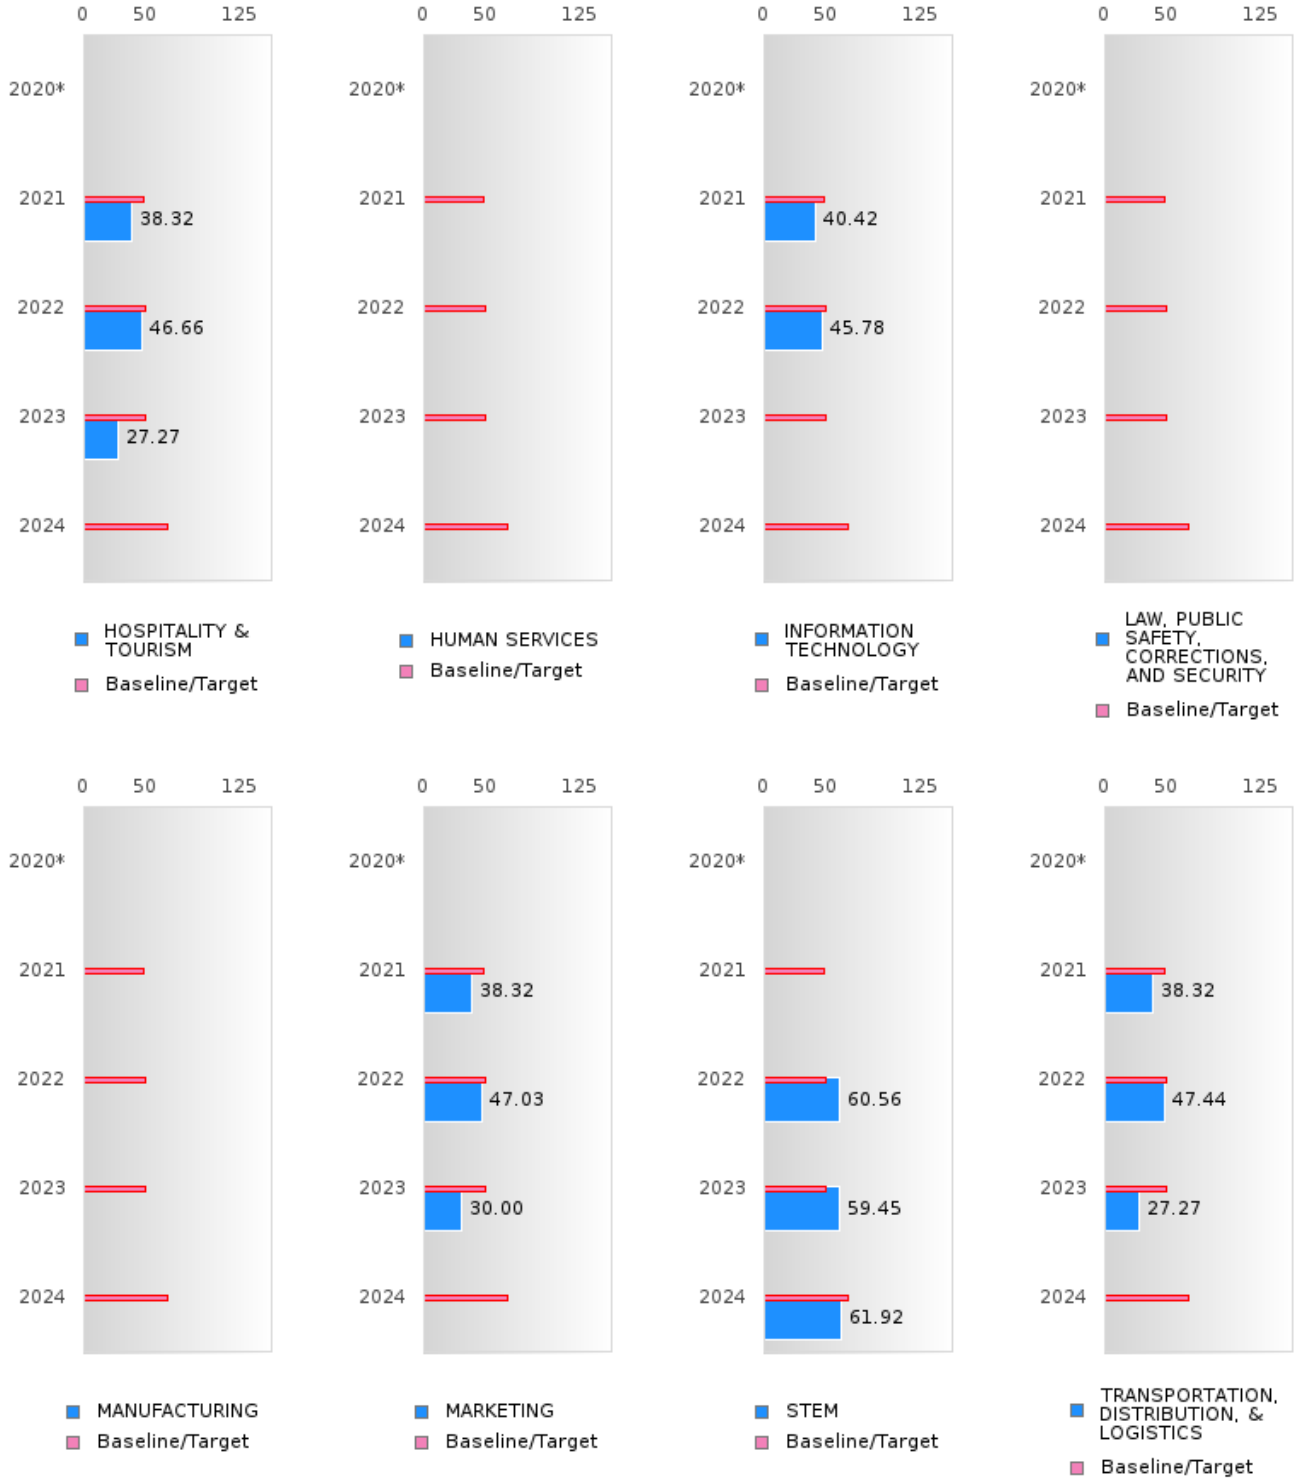 0 50 125
0 50 125
0 50 125
0 50 125
2020*
2020*
2020*
2020*
2021
2021
2021
2021
38.32
40.42
2022
2022
2022
2022
46.66
45.78
2023
2023
2023
2023
27.27
2024
2024
2024
2024
HOSPITALITY &
TOURISM
Baseline/Target
HUMAN SERVICES
Baseline/Target
INFORMATION
TECHNOLOGY
Baseline/Target
LAW, PUBLIC
SAFETY,
CORRECTIONS,
AND SECURITY
Baseline/Target
0 50 125
0 50 125
0 50 125
0 50 125
2020*
2020*
2020*
2020*
2021
2021
2021
2021
38.32
38.32
2022
2022
2022
2022
47.03
60.56
47.44
2023
2023
2023
2023
30.00
59.45
27.27
2024
2024
2024
2024
61.92
MANUFACTURING
Baseline/Target
MARKETING
Baseline/Target
STEM
Baseline/Target
TRANSPORTATION,
DISTRIBUTION, &
LOGISTICS
Baseline/Target